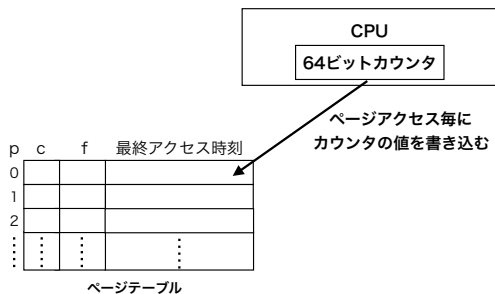 CPU
64ビットカウンタ
ページアクセス毎に
カウンタの値を書き込む
p c f 最終アクセス時刻
0
1
2
ページテーブル